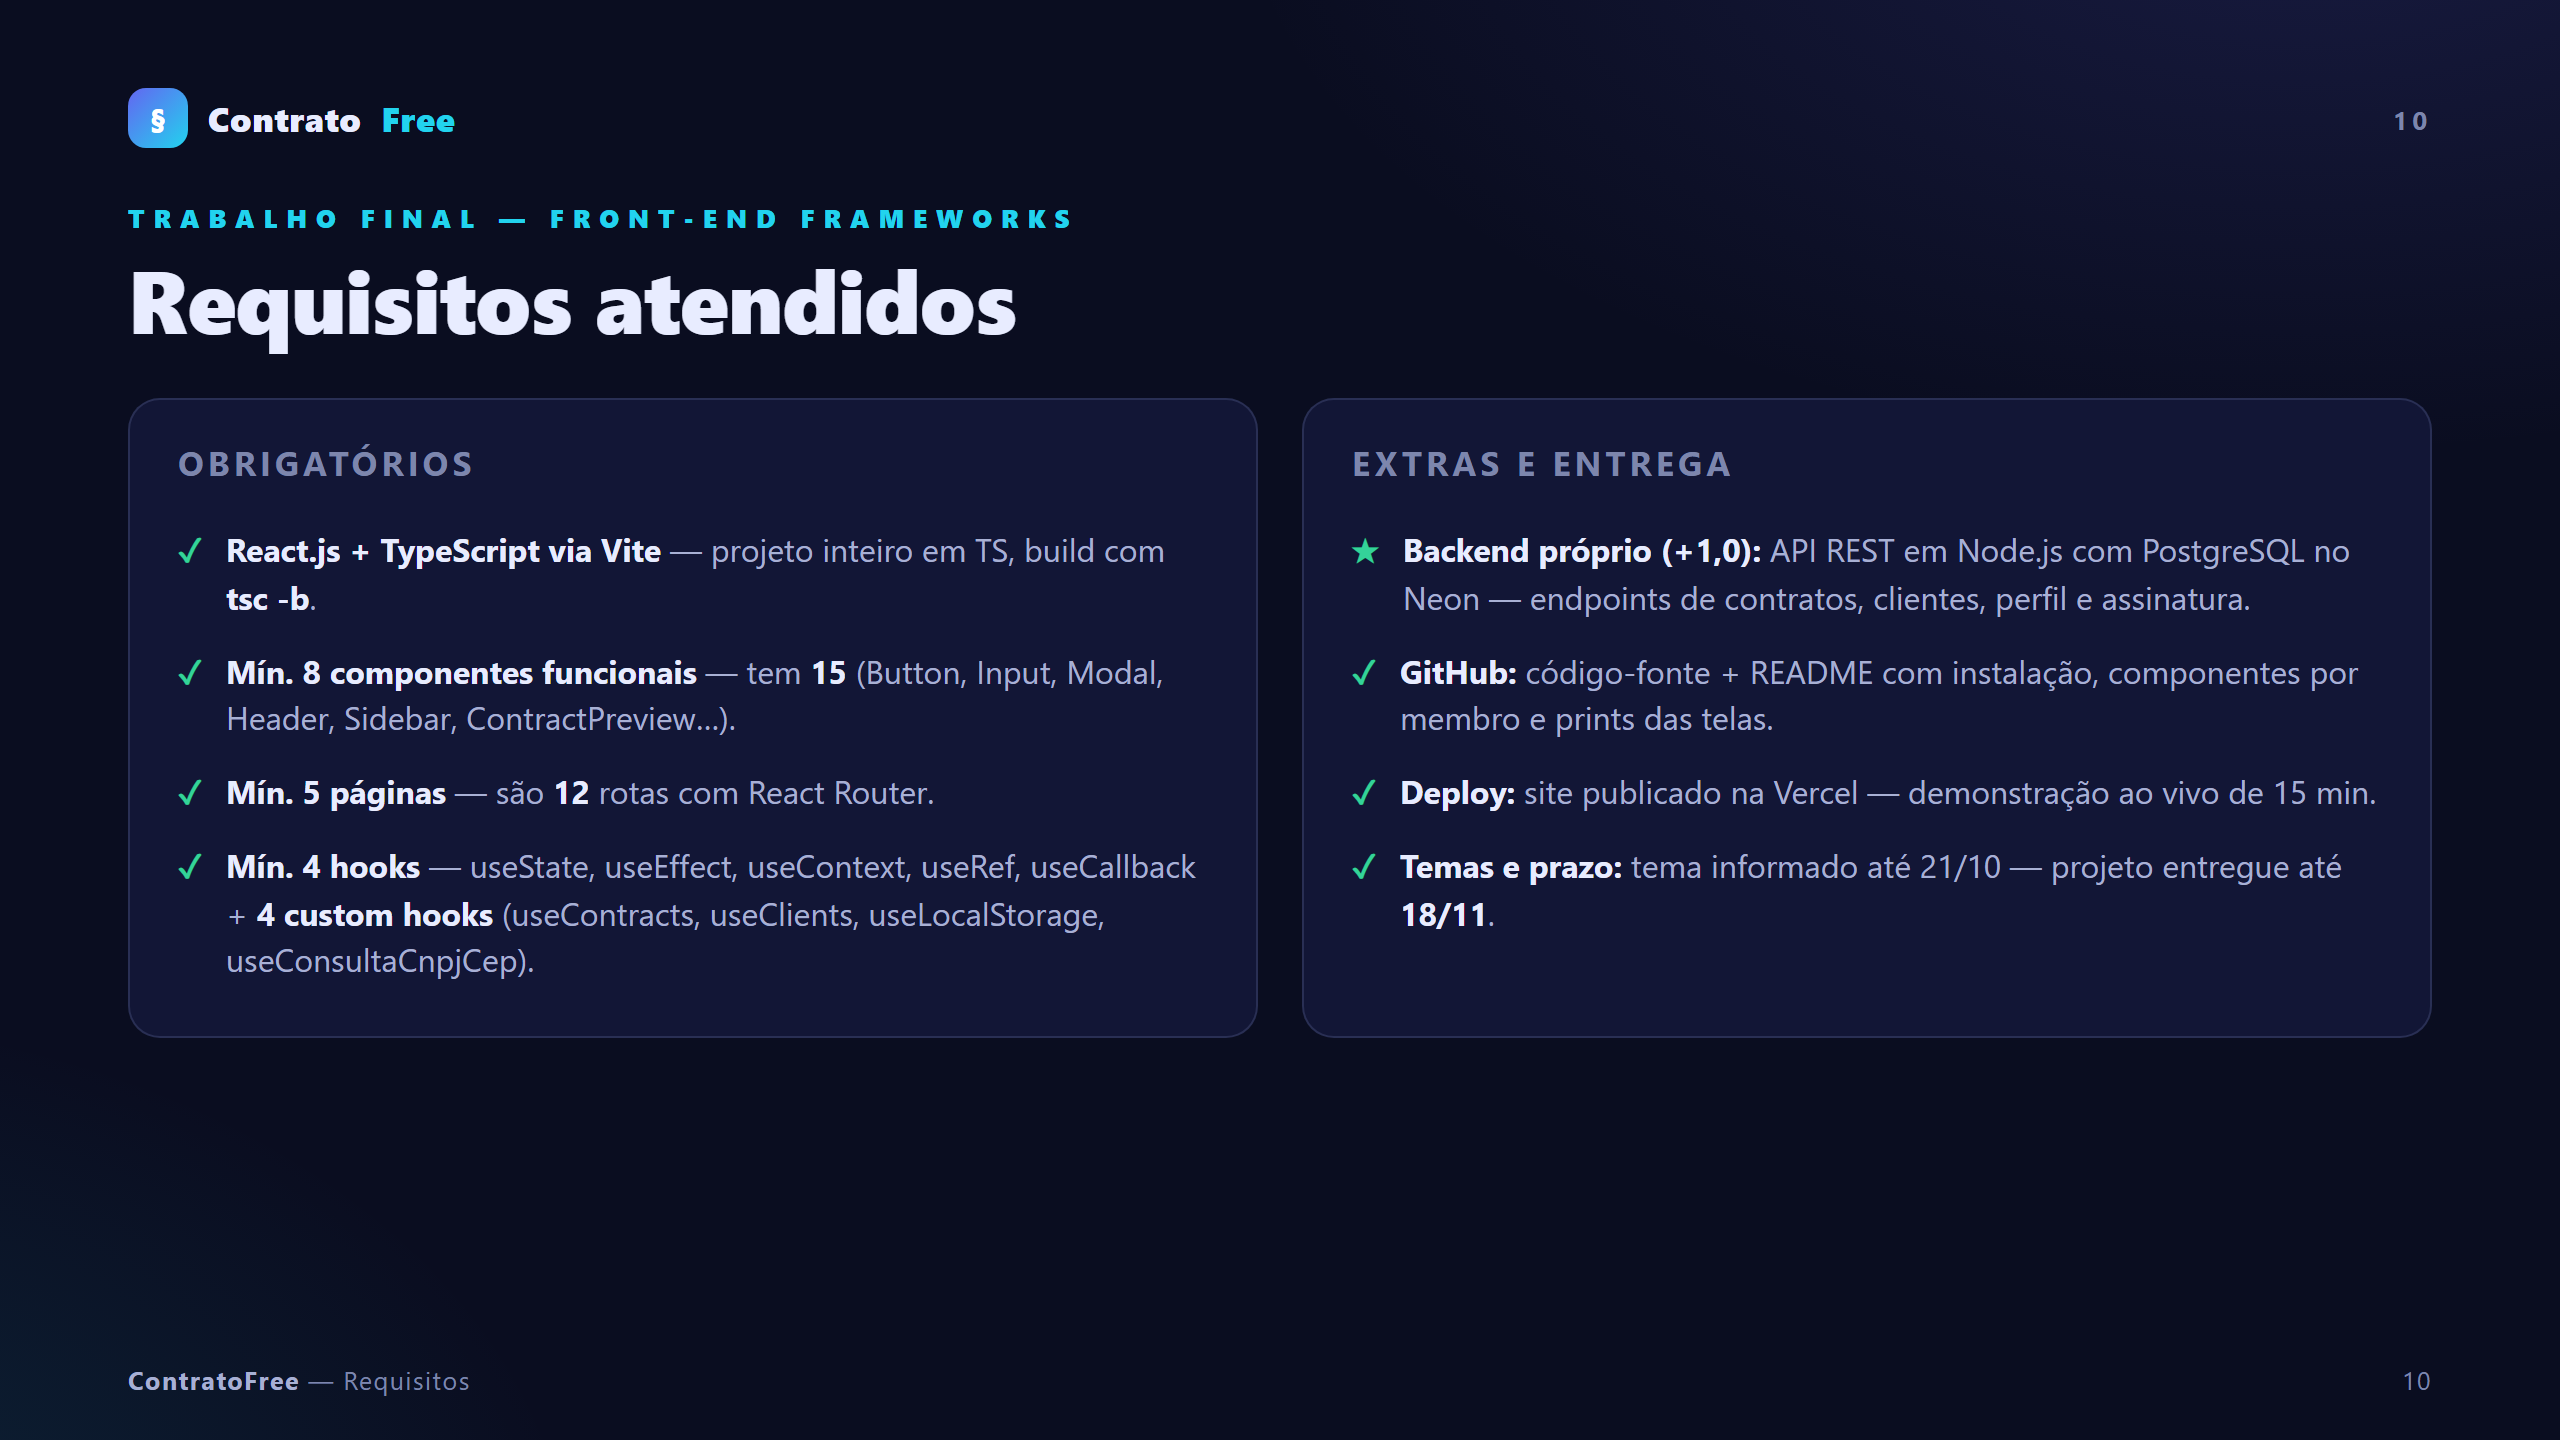 § Contrato Free
10
TRABALHO FINAL — FRONT-END FRAMEWORKS
Requisitos atendidos
OBRIGATÓRIOS
✓ React.js + TypeScript via Vite — projeto inteiro em TS, build com
tsc -b.
✓ Mín. 8 componentes funcionais — tem 15 (Button, Input, Modal,
Header, Sidebar, ContractPreview...).
✓ Mín. 5 páginas — são 12 rotas com React Router.
✓ Mín. 4 hooks — useState, useEffect, useContext, useRef, useCallback
+ 4 custom hooks (useContracts, useClients, useLocalStorage,
useConsultaCnpjCep).
EXTRAS E ENTREGA
★ Backend próprio (+1,0): API REST em Node.js com PostgreSQL no
Neon — endpoints de contratos, clientes, perfil e assinatura.
✓ GitHub: código-fonte + README com instalação, componentes por
membro e prints das telas.
✓ Deploy: site publicado na Vercel — demonstração ao vivo de 15 min.
✓ Temas e prazo: tema informado até 21/10 — projeto entregue até
18/11.
ContratoFree — Requisitos
10